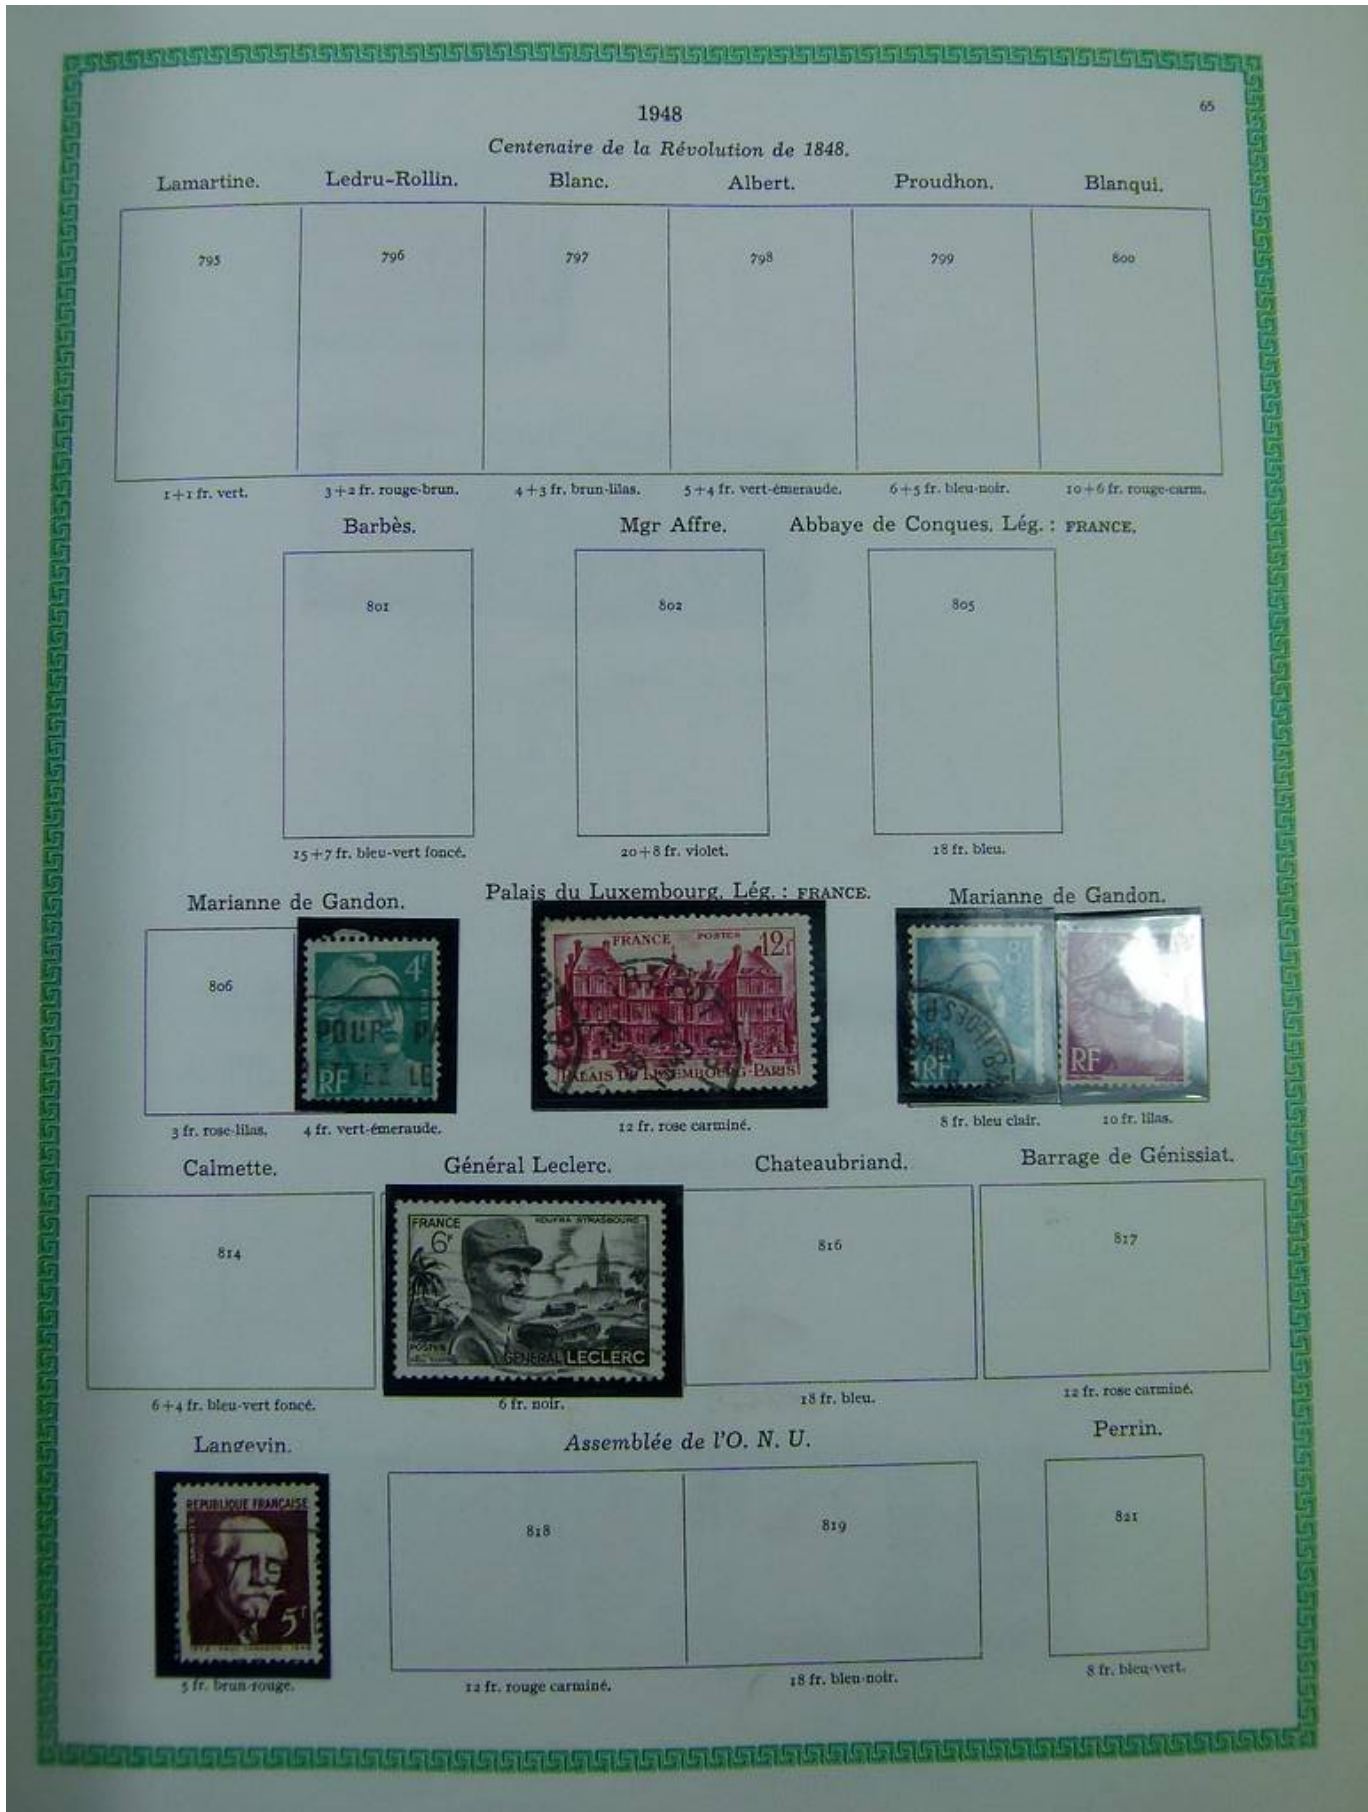 65
1948
Centenaire de la Révolution de 1848.
Lamartine. Ledru-Rollin. Blanc. Albert. Proudhon. Blanqui.
795 796 797 798 799 800
1+1 fr. vert. 3+2 fr. rouge-brun. 4+3 fr. brun-lilas. 5+4 fr. vert-émeraude. 6+5 fr. bleu-noir. 10+6 fr. rouge-carm.
Barbès. Mgr Affre. Abbaye de Conques. Lég. : FRANCE.
801 802 805
15+7 fr. bleu-vert foncé. 20+8 fr. violet. 18 fr. bleu.
Marianne de Gandon. Palais du Luxembourg. Lég. : FRANCE. Marianne de Gandon.
806
4F
POUR PA
TEZ LE
RF
FRANCE POSTES 12f
PALAIS DU LUXEMBOURG-PARIS
8F
RF
RF
3 fr. rose-lilas. 4 fr. vert-émeraude. 12 fr. rose carminé. 8 fr. bleu clair. 10 fr. lilas.
Calmette. Général Leclerc. Chateaubriand. Barrage de Génissiat.
814
FRANCE KOUFRA STRASBOURG
6F
POSTES
GÉNÉRAL LECLERC
816 817
6+4 fr. bleu-vert foncé. 6 fr. noir. 18 fr. bleu. 12 fr. rose carminé.
Langevin. Assemblée de l'O. N. U. Perrin.
REPUBLIQUE FRANÇAISE
5f
818 819 821
5 fr. brun-rouge. 12 fr. rouge carminé. 18 fr. bleu-noir. 8 fr. bleu-vert.